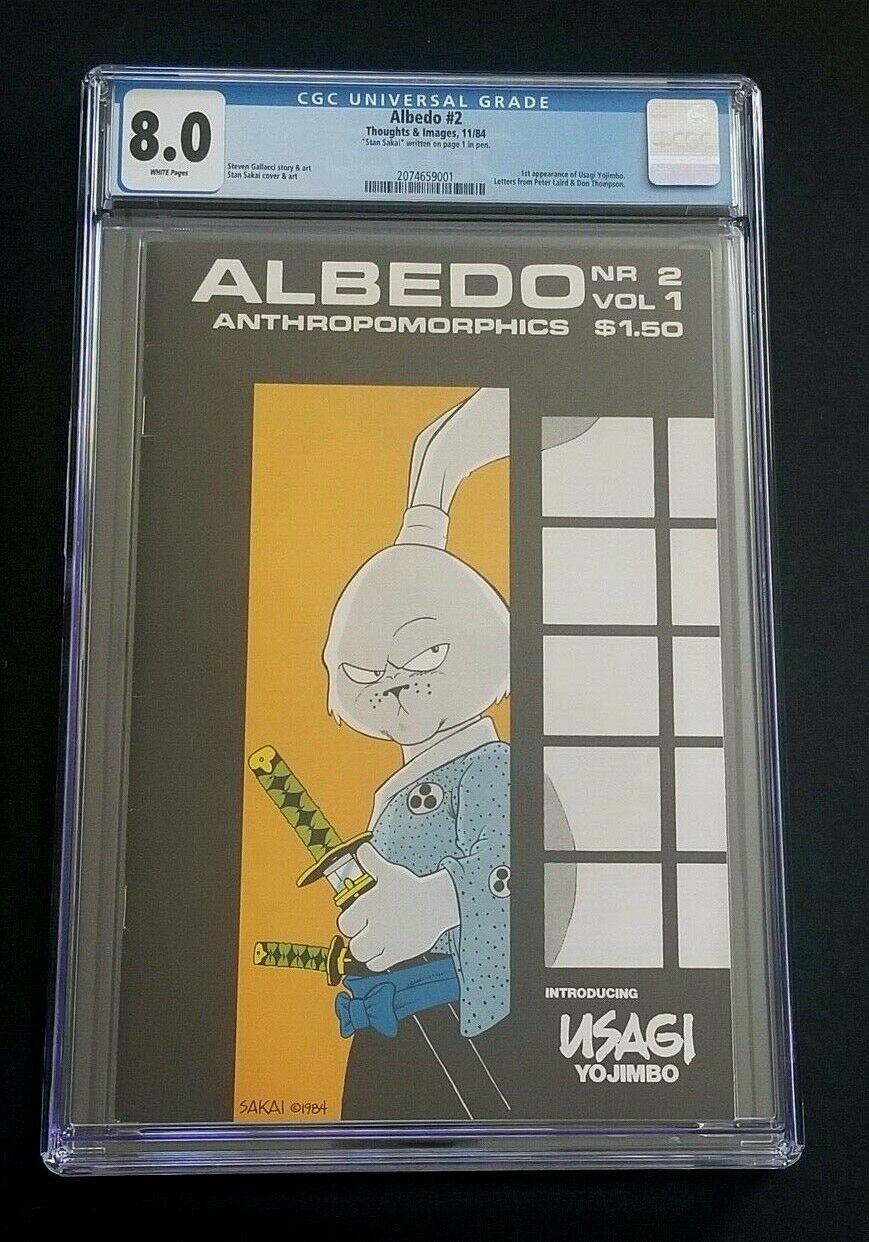 CGC UNIVERSAL GRADE
8.0
WHITE Pages
Albedo #2
Thoughts & Images, 11/84
"Stan Sakai" written on page 1 in pen.
Steven Gallacci story & art
Stan Sakai cover & art
2074659001
1st appearance of Usagi Yojimbo.
Letters from Peter Laird & Don Thompson.
CGC
ALBEDO NR 2
VOL 1
ANTHROPOMORPHICS $1.50
INTRODUCING
USAGI
YOJIMBO
SAKAI ©1984